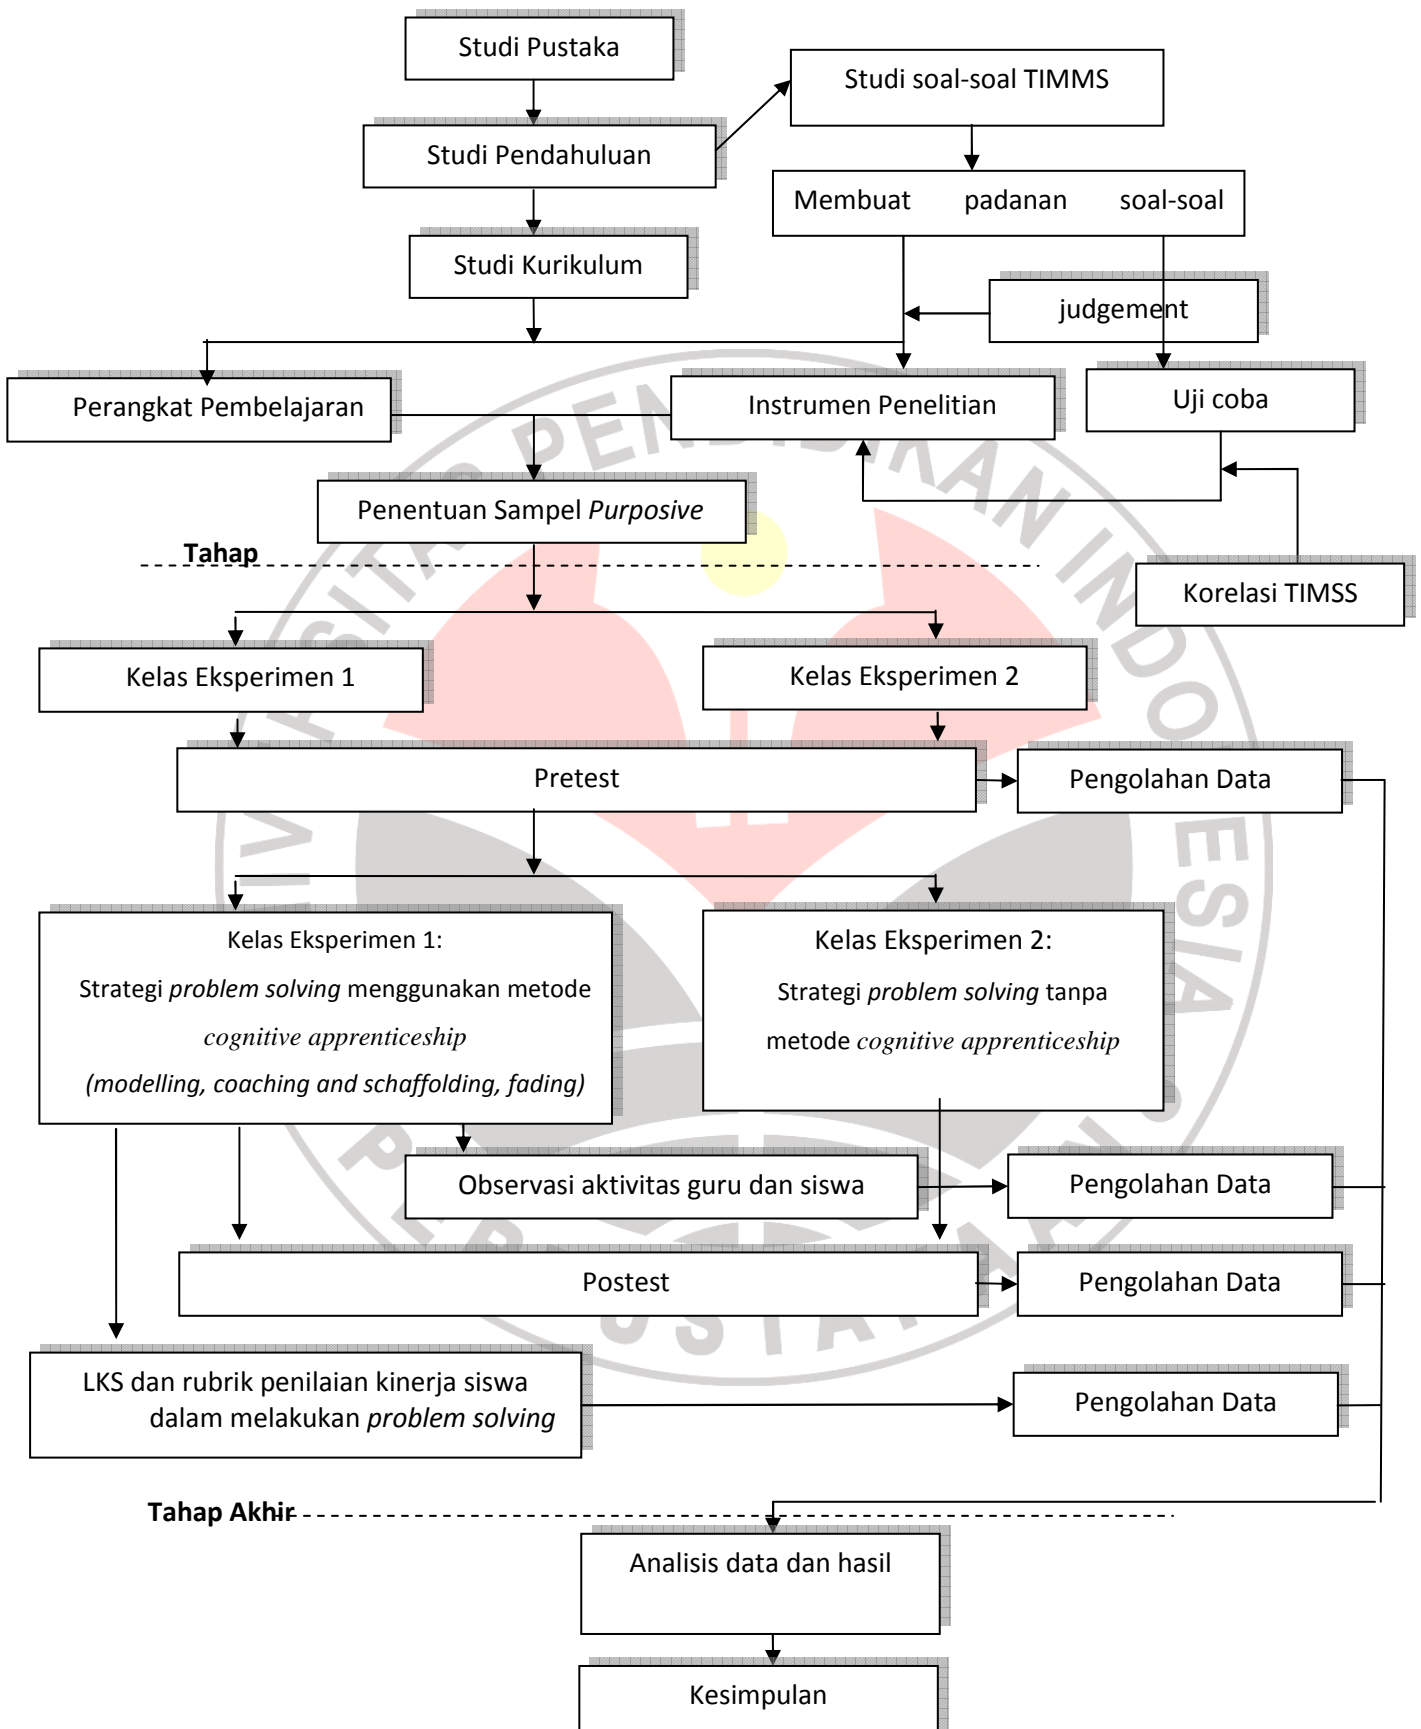 Studi Pustaka
Studi soal-soal TIMMS
Studi Pendahuluan
Membuat padanan soal-soal
Studi Kurikulum
judgement
Perangkat Pembelajaran
Instrumen Penelitian
Uji coba
Penentuan Sampel Purposive
Tahap
Korelasi TIMSS
Kelas Eksperimen 1
Kelas Eksperimen 2
Pretest
Pengolahan Data
Kelas Eksperimen 1:
Strategi problem solving menggunakan metode
cognitive apprenticeship
(modelling, coaching and schaffolding, fading)
Kelas Eksperimen 2:
Strategi problem solving tanpa
metode cognitive apprenticeship
Observasi aktivitas guru dan siswa
Pengolahan Data
Postest
Pengolahan Data
LKS dan rubrik penilaian kinerja siswa
dalam melakukan problem solving
Pengolahan Data
Tahap Akhir
Analisis data dan hasil
Kesimpulan